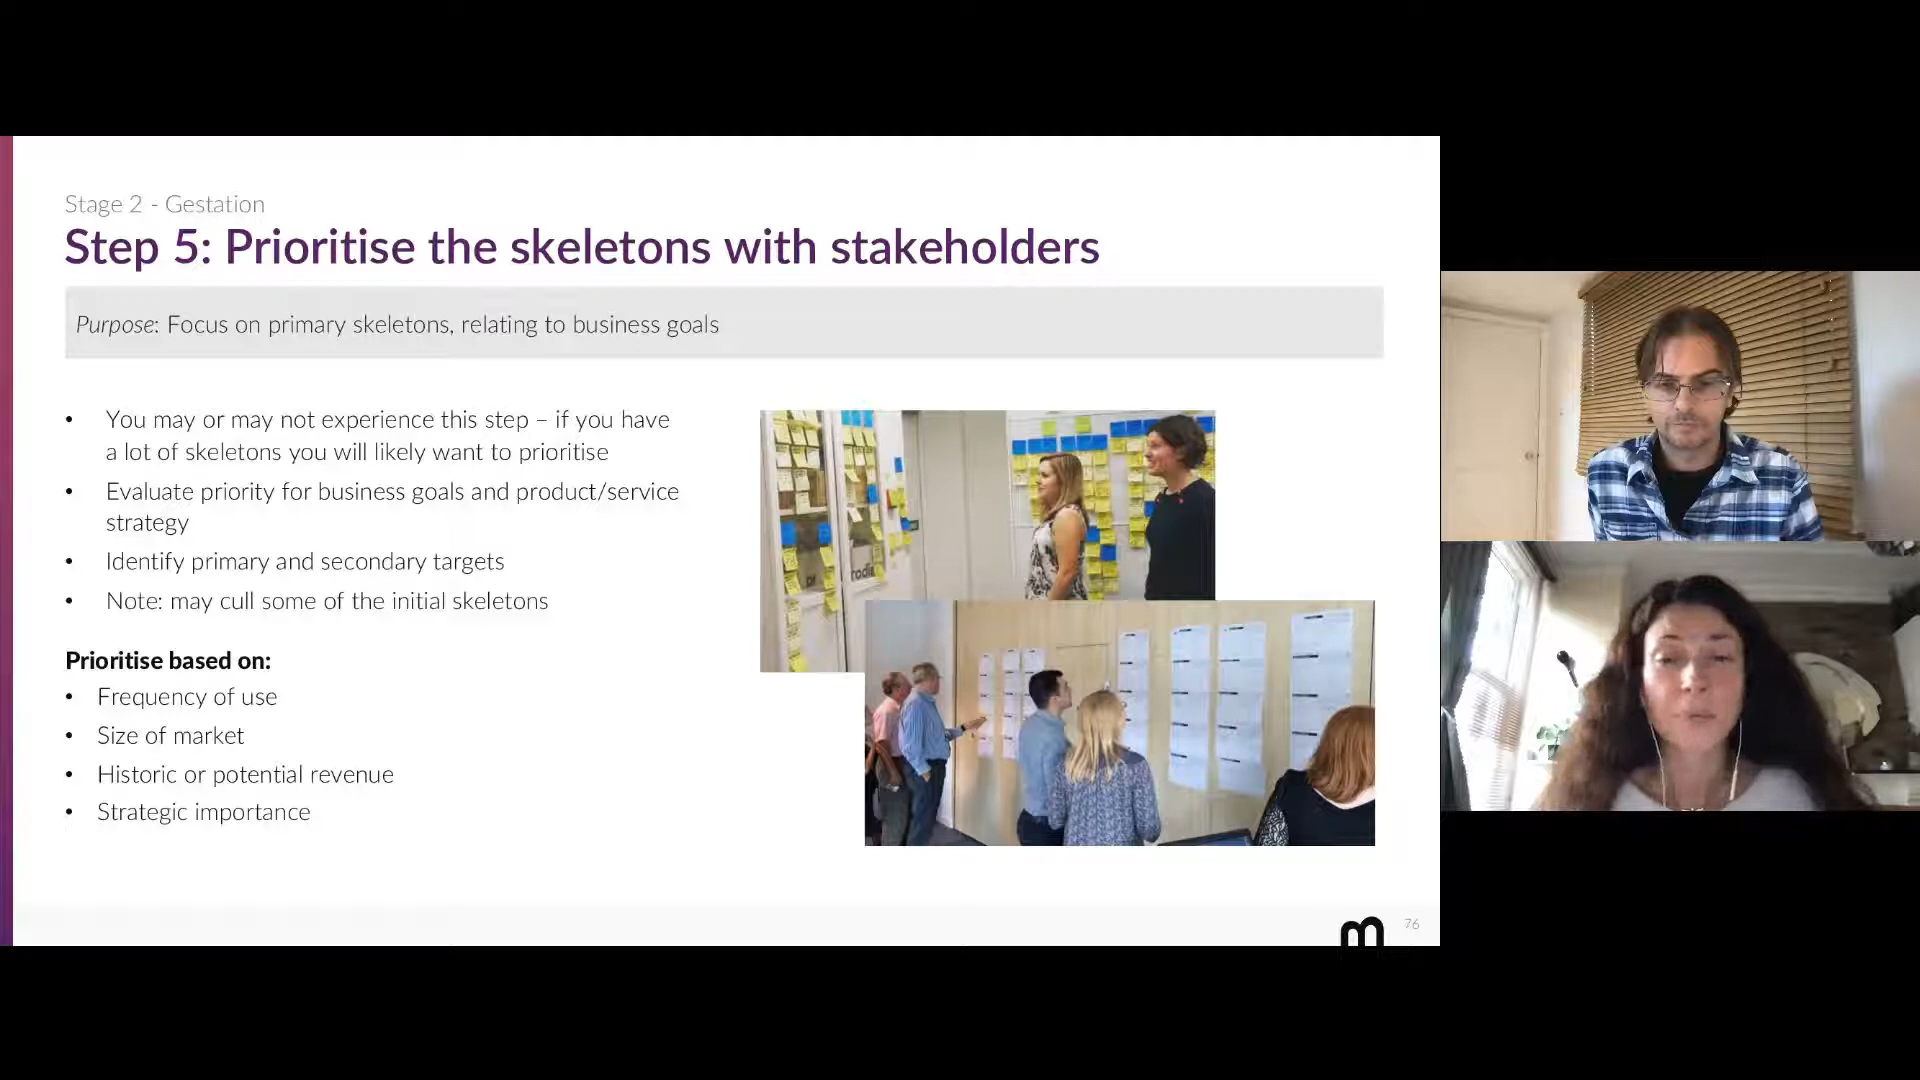 Stage 2 - Gestation
Step 5: Prioritise the skeletons with stakeholders
Purpose: Focus on primary skeletons, relating to business goals
• You may or may not experience this step – if you have
a lot of skeletons you will likely want to prioritise
• Evaluate priority for business goals and product/service
strategy
• Identify primary and secondary targets
• Note: may cull some of the initial skeletons
Prioritise based on:
• Frequency of use
• Size of market
• Historic or potential revenue
• Strategic importance
m
76